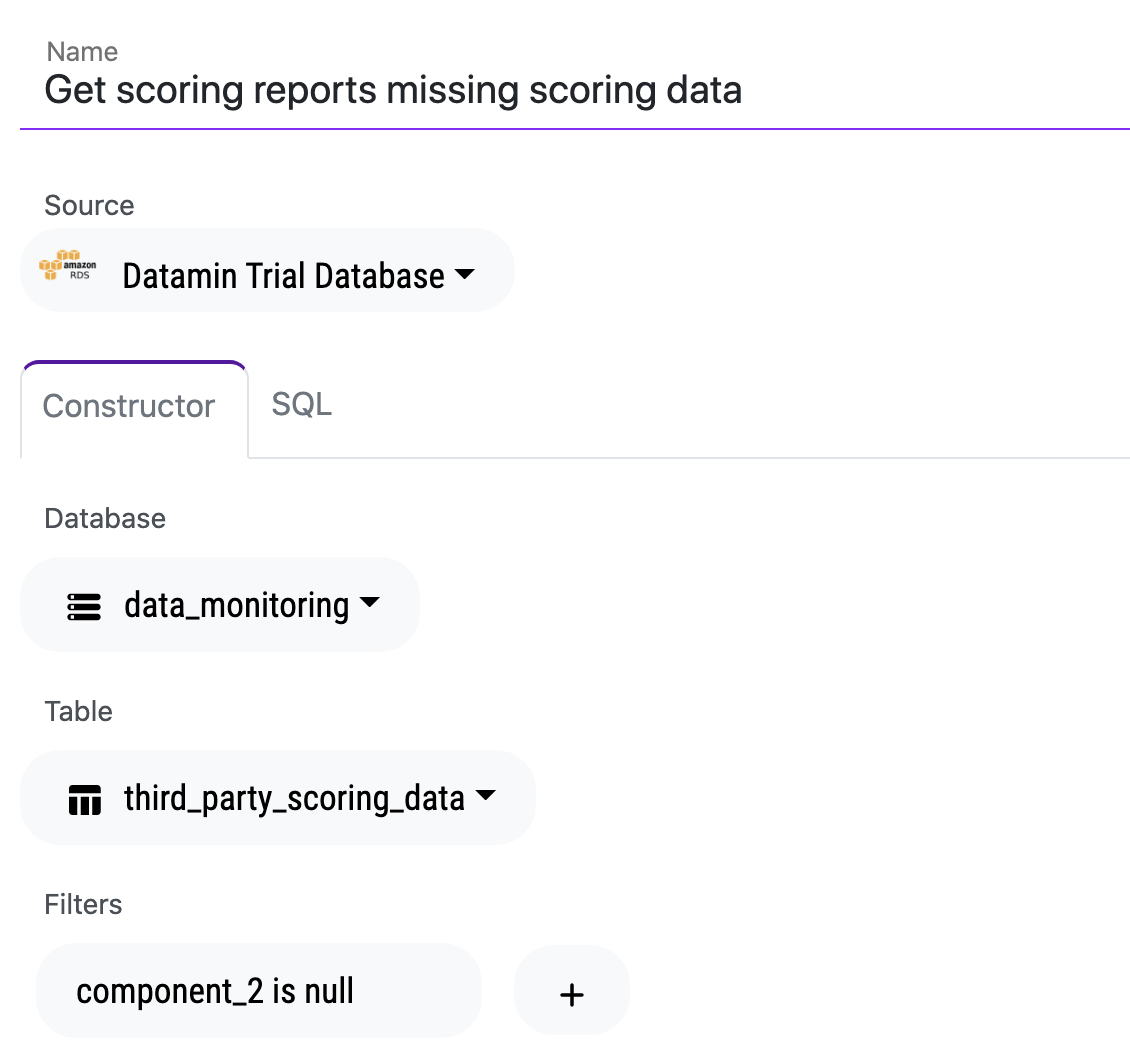 Name
Get scoring reports missing scoring data
Source
amazon
RDS
Datamin Trial Database
Constructor
SQL
Database
data_monitoring
Table
third_party_scoring_data
Filters
component_2 is null
+